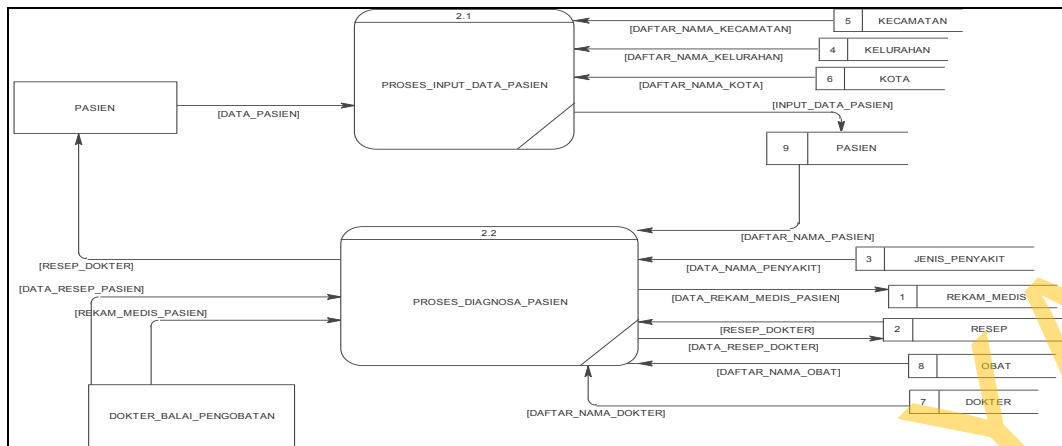 2.1
5 KECAMATAN
[DAFTAR_NAMA_KECAMATAN]
4 KELURAHAN
[DAFTAR_NAMA_KELURAHAN]
6 KOTA
[DAFTAR_NAMA_KOTA]
PROSES_INPUT_DATA_PASIEN
PASIEN
[DATA_PASIEN]
[INPUT_DATA_PASIEN]
9 PASIEN
[DAFTAR_NAMA_PASIEN]
2.2
3 JENIS_PENYAKIT
[DATA_NAMA_PENYAKIT]
[RESEP_DOKTER]
[DATA_RESEP_PASIEN]
[REKAM_MEDIS_PASIEN]
PROSES_DIAGNOSA_PASIEN
1 REKAM_MEDIS
[DATA_REKAM_MEDIS_PASIEN]
2 RESEP
[RESEP_DOKTER]
[DATA_RESEP_DOKTER]
8 OBAT
[DAFTAR_NAMA_OBAT]
7 DOKTER
[DAFTAR_NAMA_DOKTER]
DOKTER_BALAI_PENGOBATAN